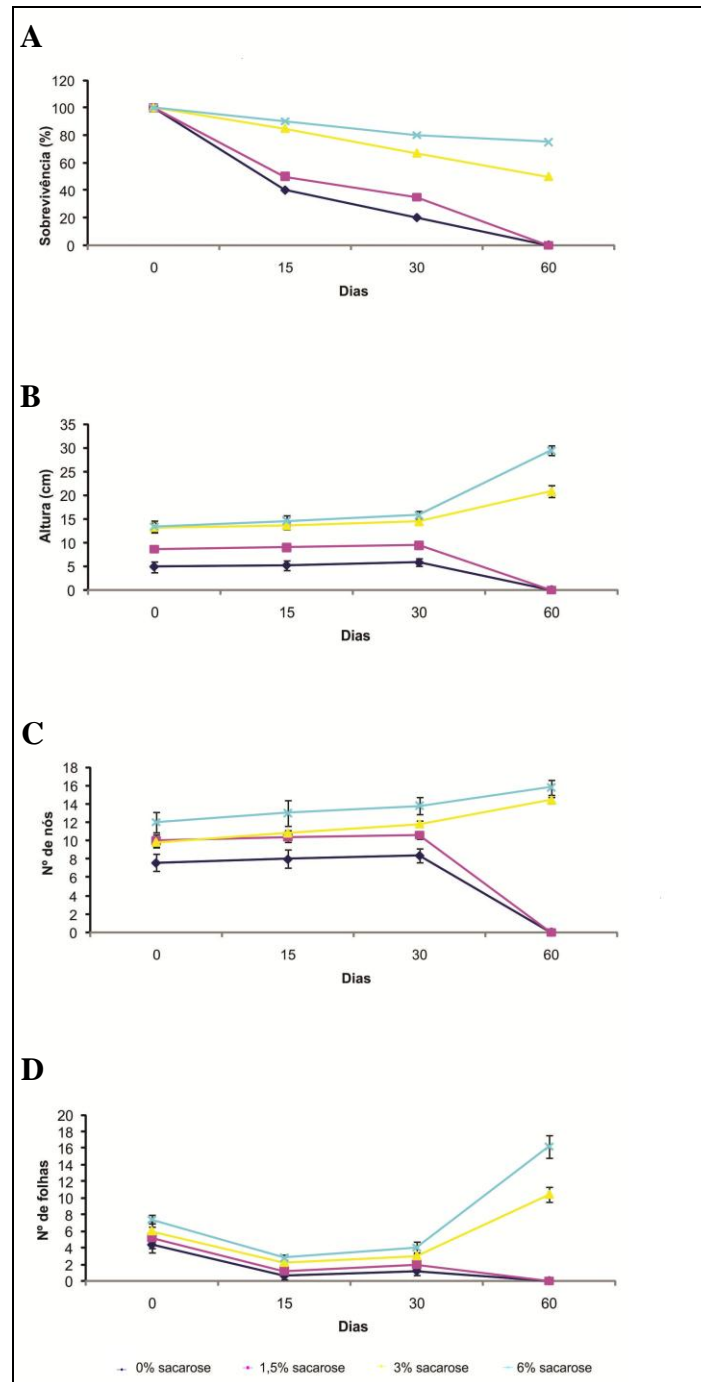 A
120
100
80
60
40
20
0
Sobrevivência (%)
0 15 30 60
Dias
B
35
30
25
20
15
10
5
0
Altura (cm)
0 15 30 60
Dias
C
18
16
14
12
10
8
6
4
2
0
Nº de nós
0 15 30 60
Dias
D
20
18
16
14
12
10
8
6
4
2
0
Nº de folhas
0 15 30 60
Dias
0% sacarose 1,5% sacarose 3% sacarose 6% sacarose